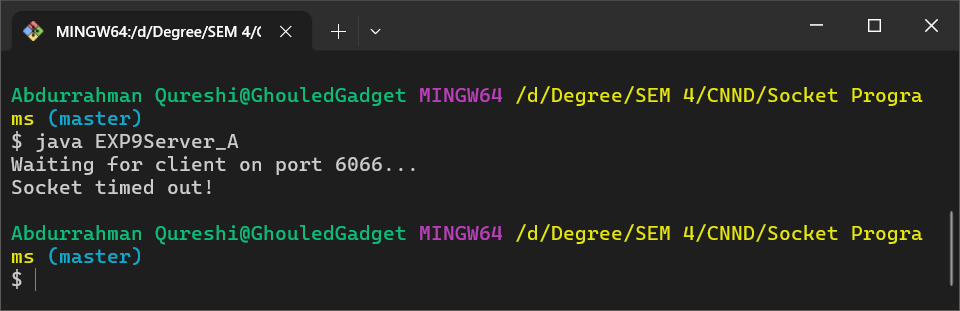 MINGW64:/d/Degree/SEM 4/C
Abdurrahman Qureshi@GhouledGadget MINGW64 /d/Degree/SEM 4/CNND/Socket Progra
ms (master)
$ java EXP9Server_A
Waiting for client on port 6066...
Socket timed out!
Abdurrahman Qureshi@GhouledGadget MINGW64 /d/Degree/SEM 4/CNND/Socket Progra
ms (master)
$